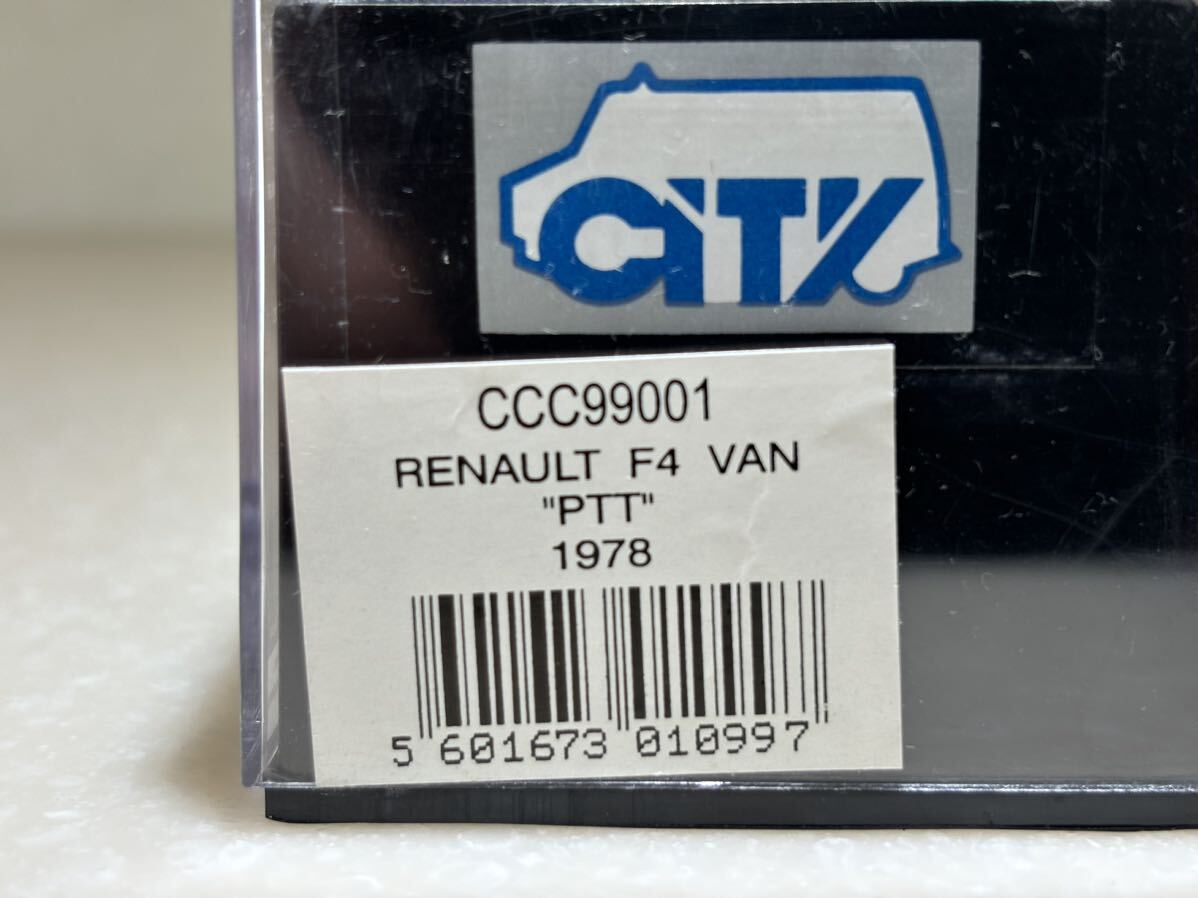 CITY
CCC99001
RENAULT F4 VAN
"PTT"
1978
5 601673 010997